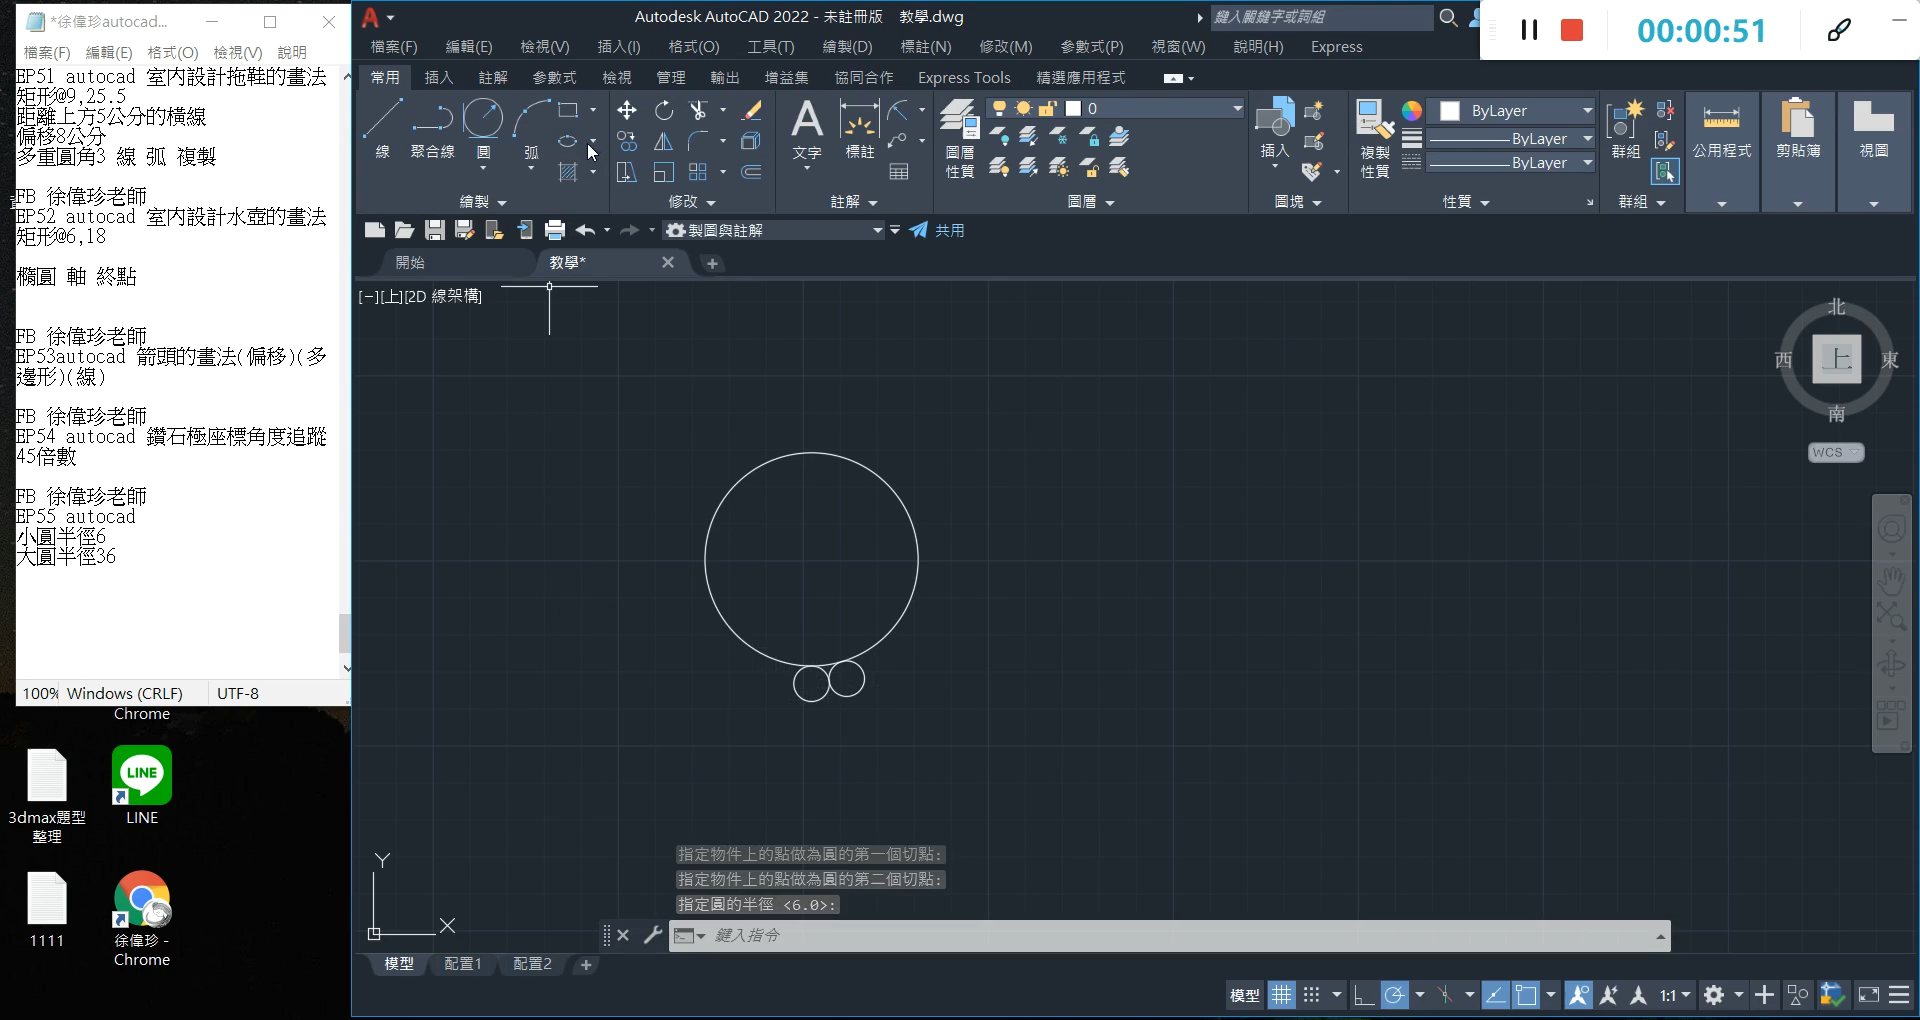 *徐偉珍autocad...
檔案(F) 編輯(E) 格式(O) 檢視(V) 說明
EP51 autocad 室內設計拖鞋的畫法
矩形@9,25.5
距離上方5公分的橫線
偏移8公分
多重圓角3 線 弧 複製
FB 徐偉珍老師
EP52 autocad 室內設計水壺的畫法
矩形@6,18
橢圓 軸 終點
FB 徐偉珍老師
EP53autocad 箭頭的畫法(偏移)(多
邊形)(線)
FB 徐偉珍老師
EP54 autocad 鑽石極座標角度追蹤
45倍數
FB 徐偉珍老師
EP55 autocad
小圓半徑6
大圓半徑36
100% Windows (CRLF) UTF-8
Chrome
3dmax題型
整理
LINE
LINE
1111
徐偉珍 -
Chrome
Autodesk AutoCAD 2022 - 未註冊版 教學.dwg
鍵入關鍵字或詞組
00:00:51
檔案(F) 編輯(E) 檢視(V) 插入(I) 格式(O) 工具(T) 繪製(D) 標註(N) 修改(M) 參數式(P) 視窗(W) 說明(H) Express
常用 插入 註解 參數式 檢視 管理 輸出 增益集 協同合作 Express Tools 精選應用程式
線 聚合線 圓 弧
繪製
修改
文字 標註
註解
圖層
性質
0
圖層
插入
圖塊
複製
性質
ByLayer
ByLayer
ByLayer
性質
群組
群組
公用程式
剪貼簿
視圖
製圖與註解
共用
開始 教學*
[−][上][2D 線架構]
北
西 上 東
南
WCS
Y
X
指定物件上的點做為圓的第一個切點:
指定物件上的點做為圓的第二個切點:
指定圓的半徑 <6.0>:
鍵入指令
模型 配置1 配置2
模型
1:1